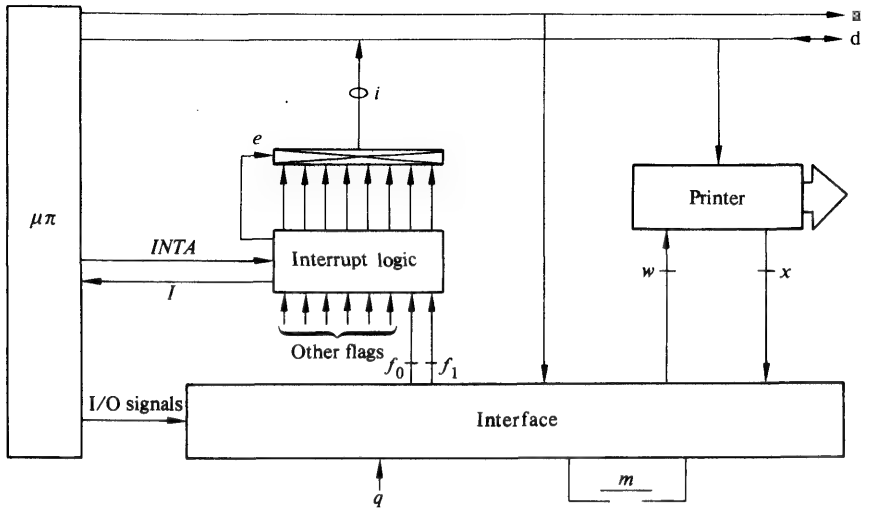 a
d
i
e
μπ
Printer
INTA
Interrupt logic
w
x
I
Other flags
f₀
f₁
I/O signals
Interface
q
m